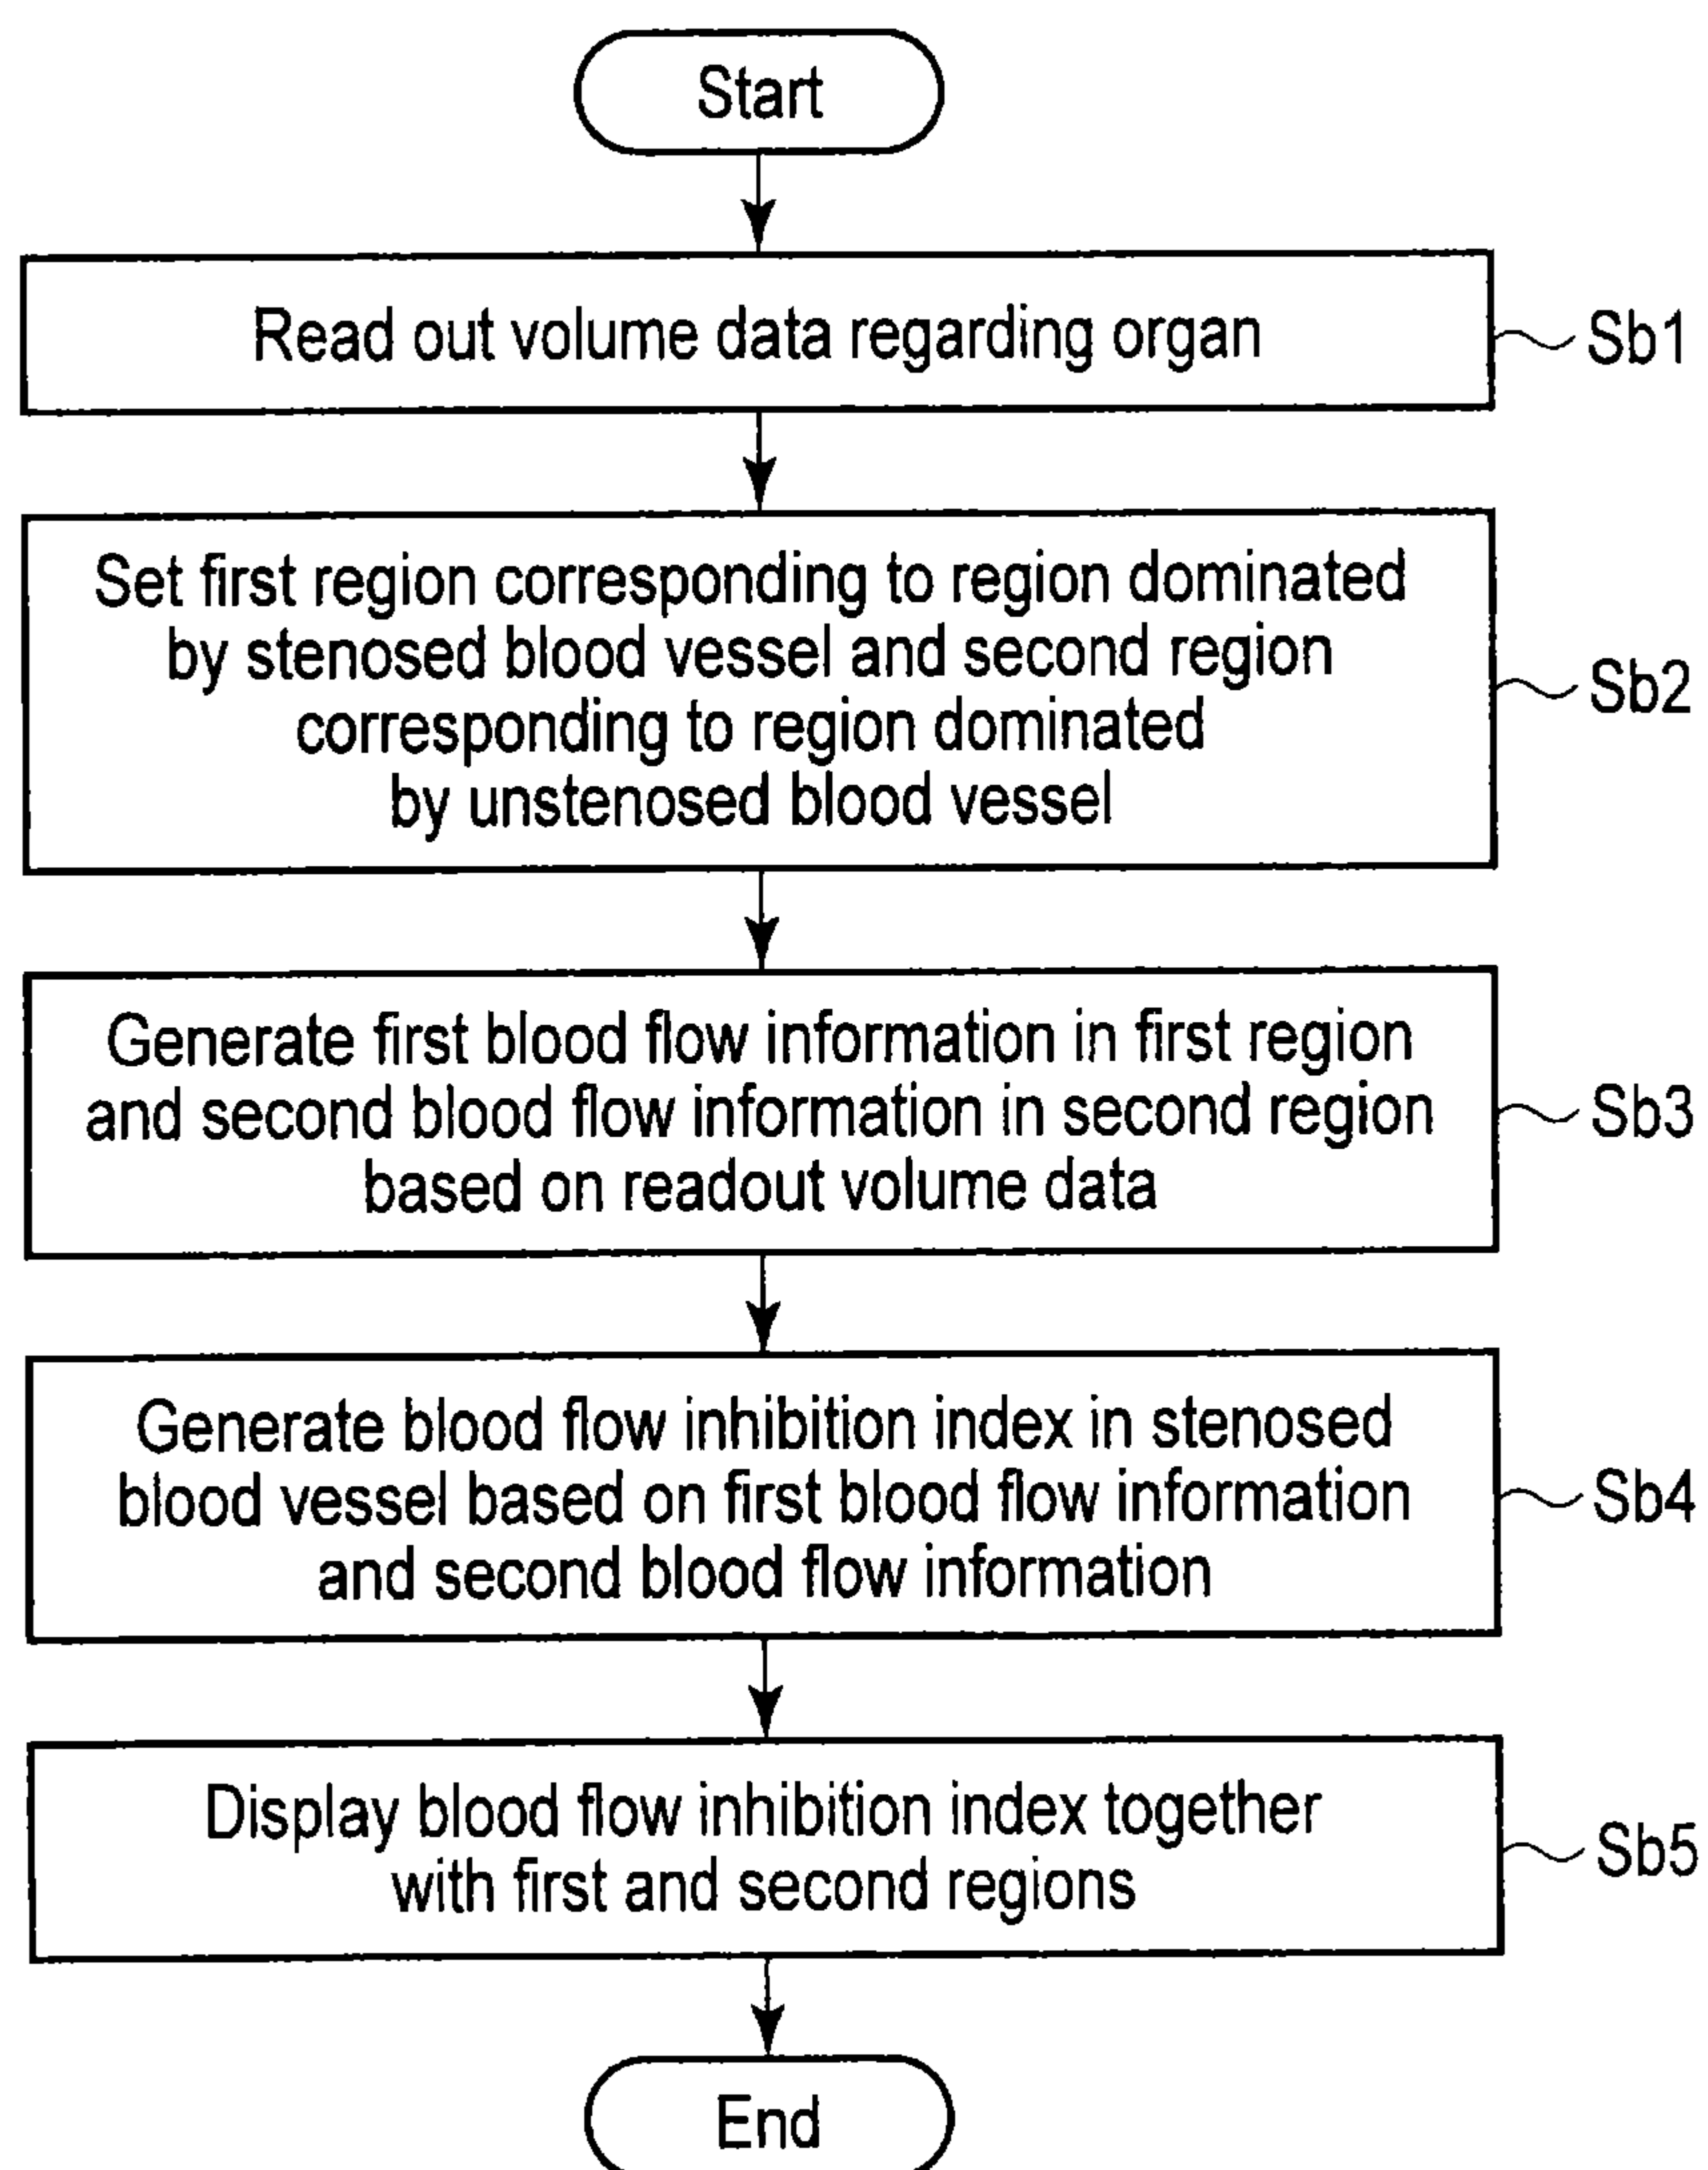 Start
Read out volume data regarding organ
Sb1
Set first region corresponding to region dominated
by stenosed blood vessel and second region
corresponding to region dominated
by unstenosed blood vessel
Sb2
Generate first blood flow information in first region
and second blood flow information in second region
based on readout volume data
Sb3
Generate blood flow inhibition index in stenosed
blood vessel based on first blood flow information
and second blood flow information
Sb4
Display blood flow inhibition index together
with first and second regions
Sb5
End